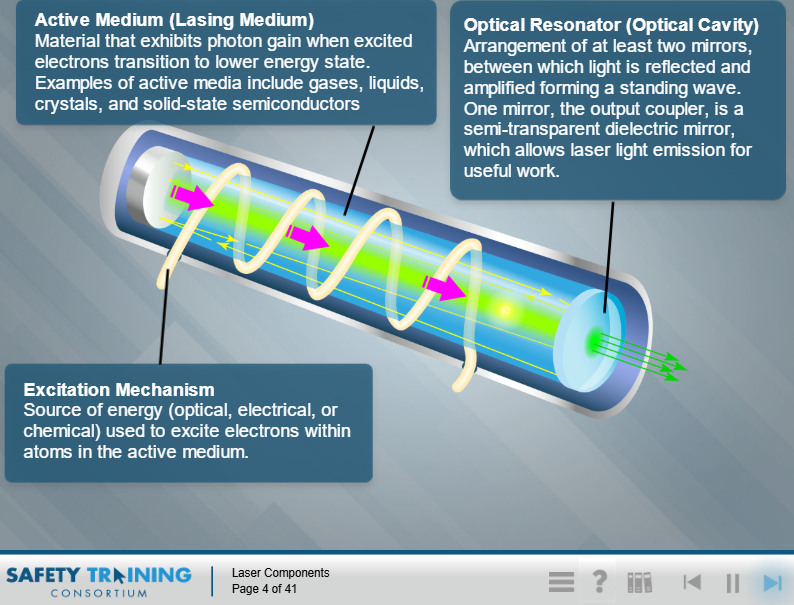 Active Medium (Lasing Medium)
Material that exhibits photon gain when excited
electrons transition to lower energy state.
Examples of active media include gases, liquids,
crystals, and solid-state semiconductors
Optical Resonator (Optical Cavity)
Arrangement of at least two mirrors,
between which light is reflected and
amplified forming a standing wave.
One mirror, the output coupler, is a
semi-transparent dielectric mirror,
which allows laser light emission for
useful work.
Excitation Mechanism
Source of energy (optical, electrical, or
chemical) used to excite electrons within
atoms in the active medium.
SAFETY TRAINING
CONSORTIUM
Laser Components
Page 4 of 41
?